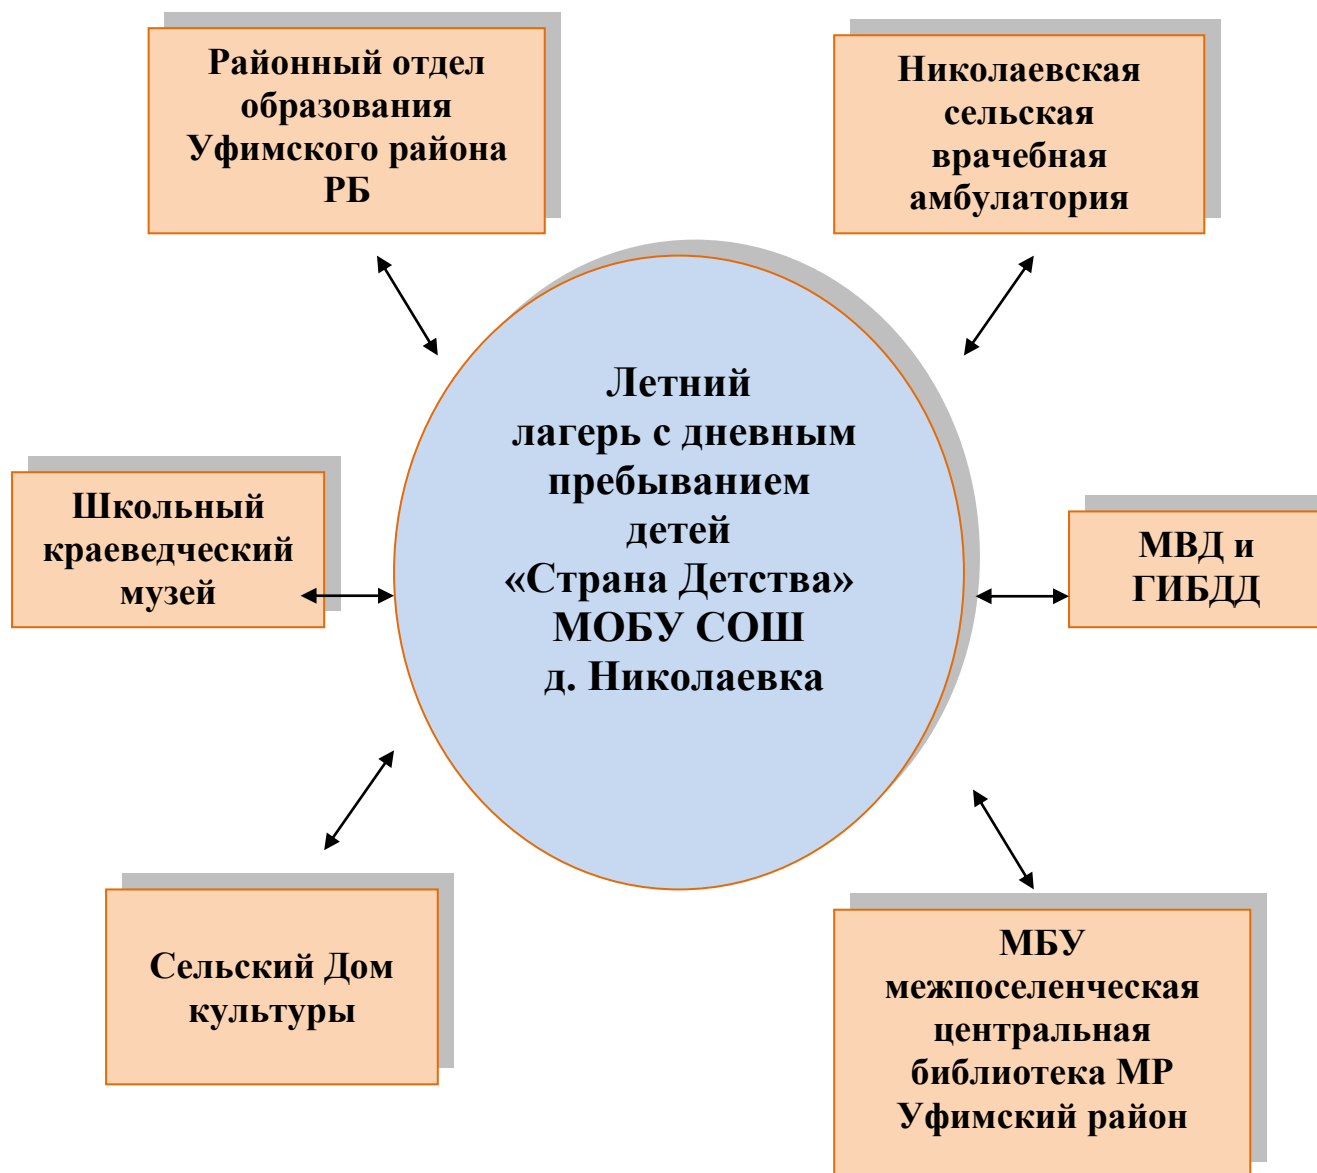 Районный отдел
образования
Уфимского района
РБ
Николаевская
сельская
врачебная
амбулатория
Летний
лагерь с дневным
пребыванием
детей
«Страна Детства»
МОБУ СОШ
д. Николаевка
Школьный
краеведческий
музей
МВД и
ГИБДД
Сельский Дом
культуры
МБУ
межпоселенческая
центральная
библиотека МР
Уфимский район